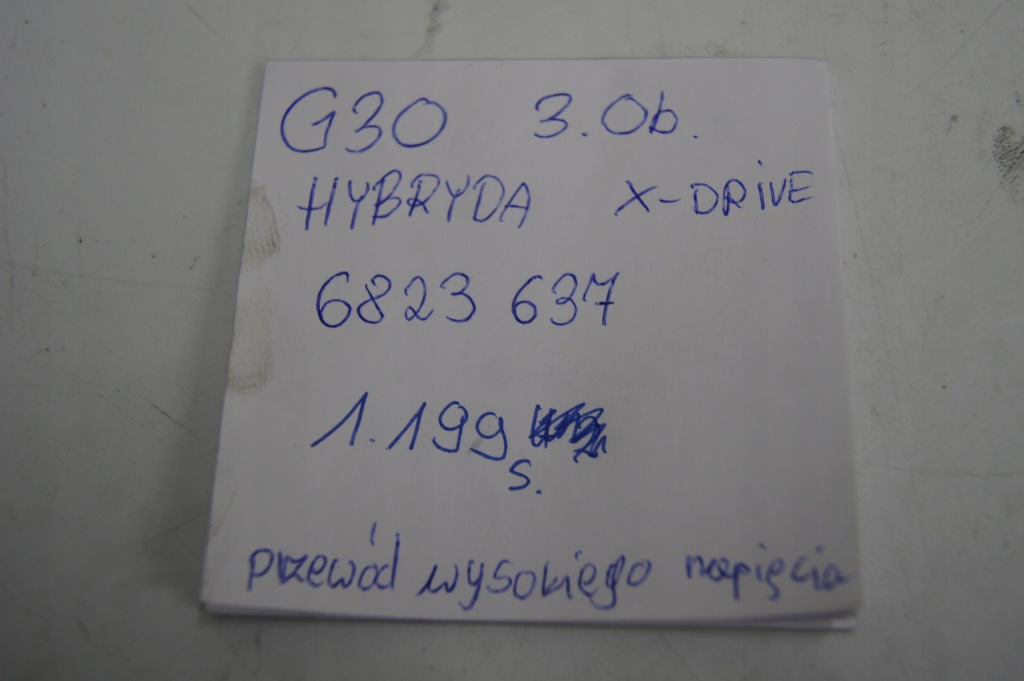 G30 3.0b.
HYBRYDA X-DRIVE
6823 637
1.199
s.
przewód wysokiego napięcia